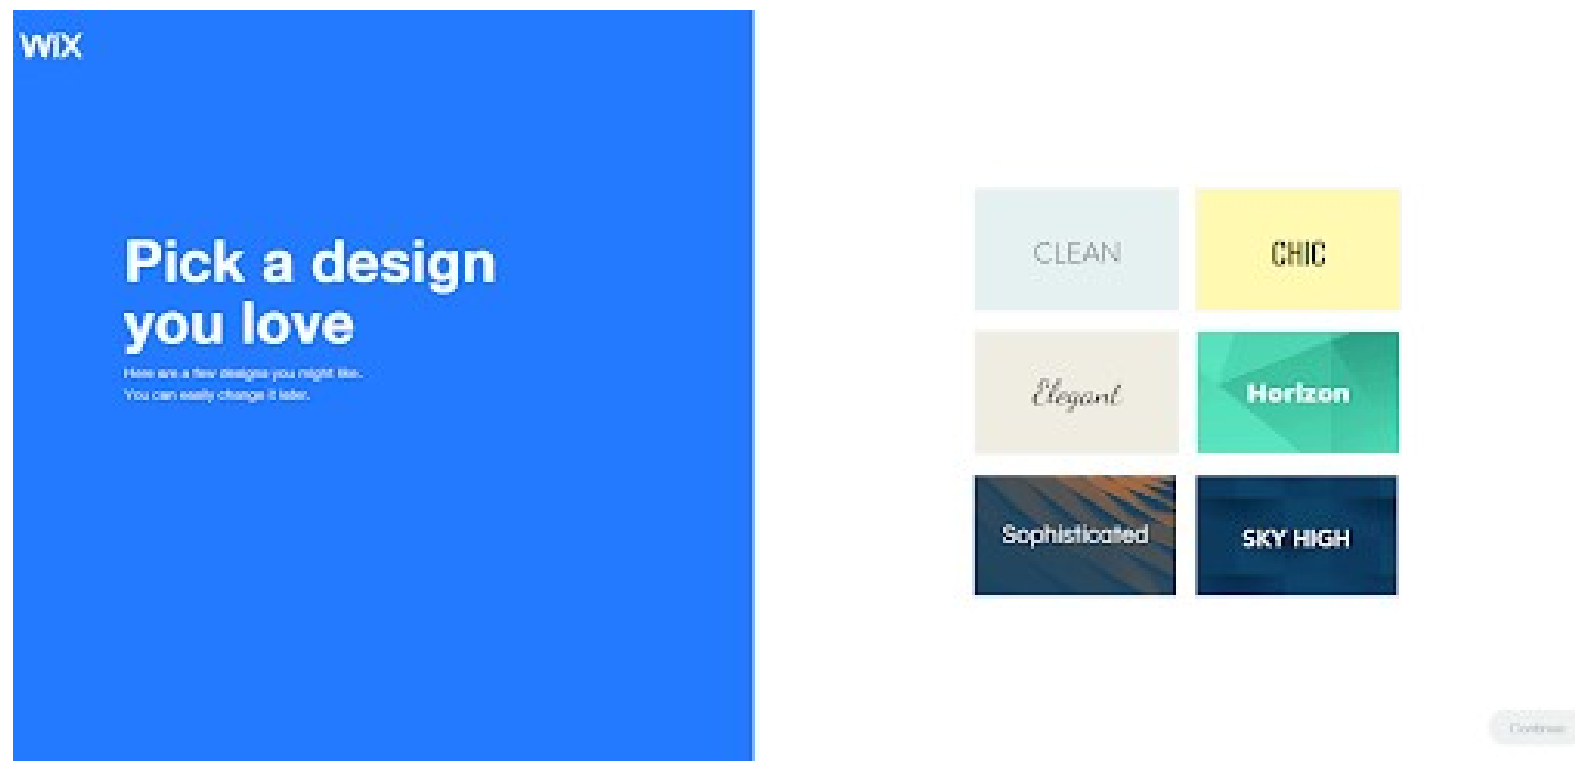 WiX
Pick a design
you love
Here are a few designs you might like.
You can easily change it later.
CLEAN
CHIC
Elegant
Horizon
Sophisticated
SKY HIGH
Continue